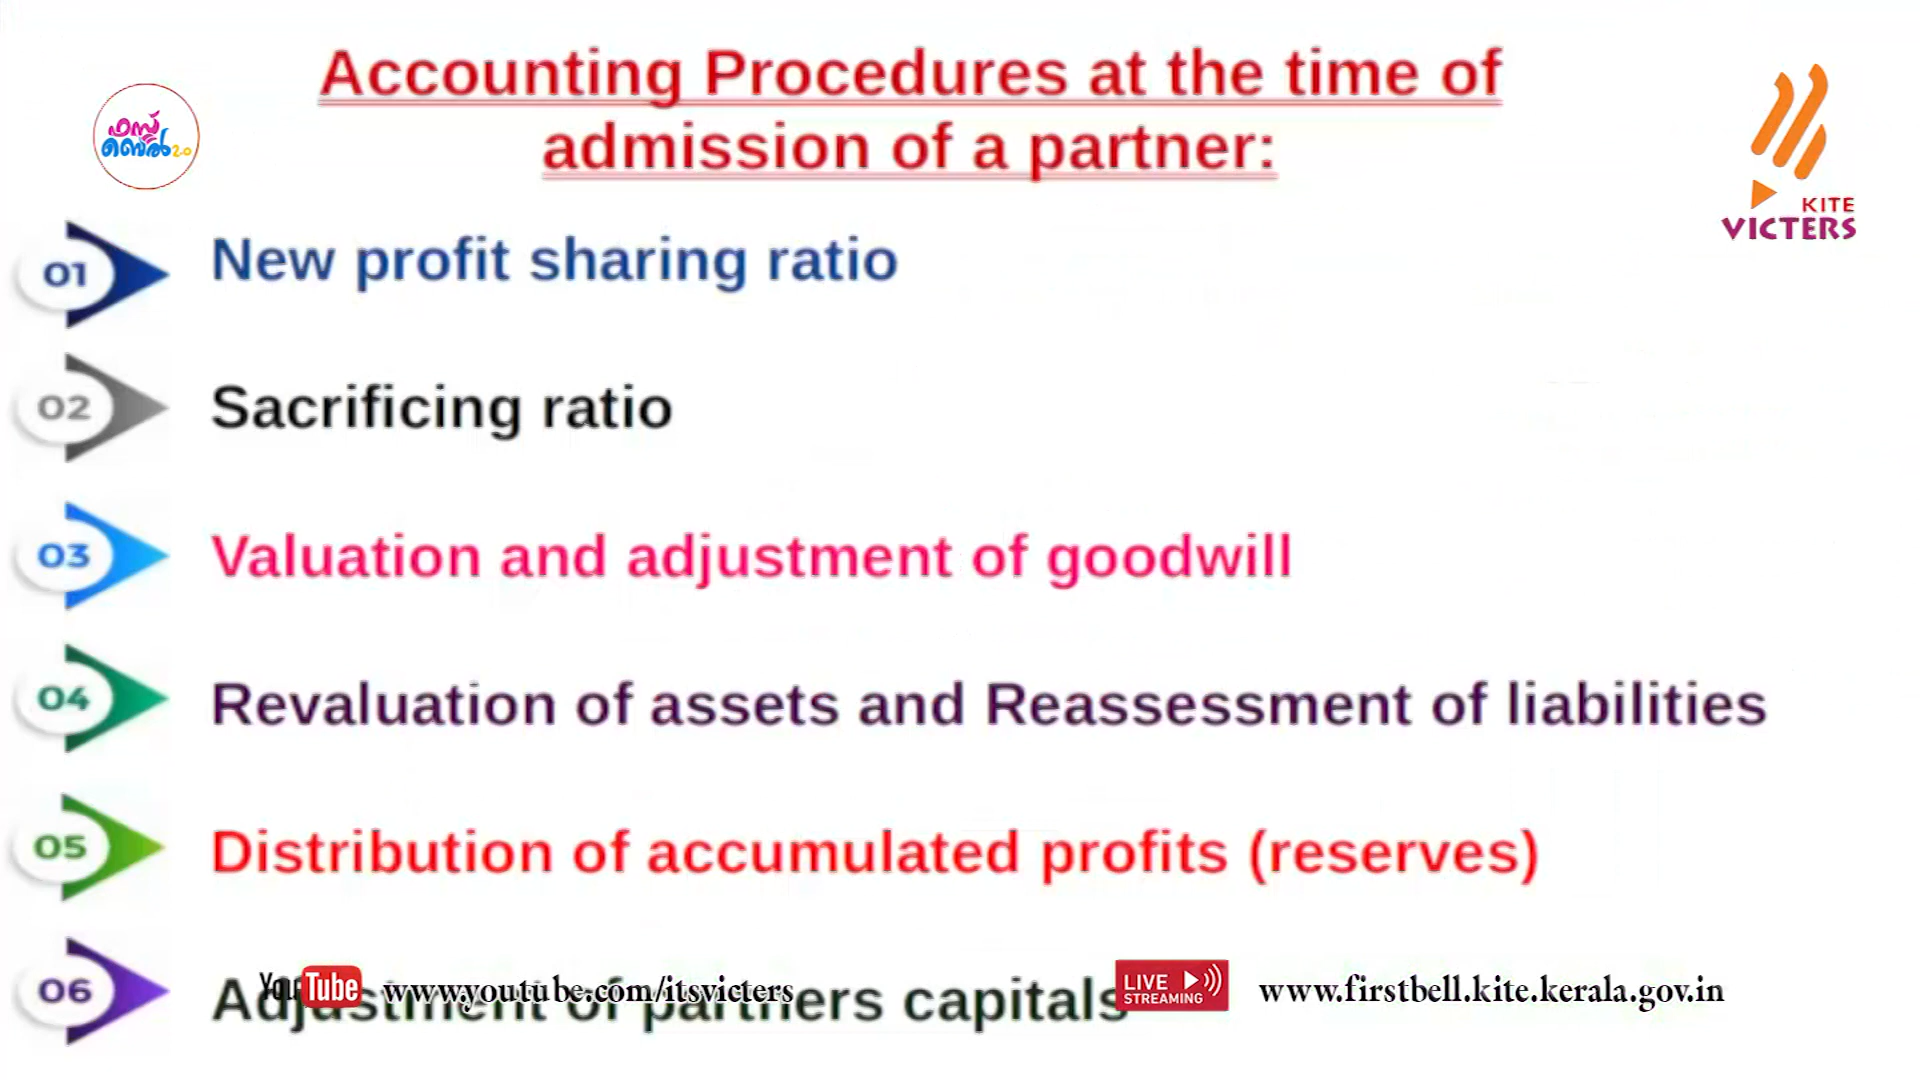 Accounting Procedures at the time of
admission of a partner:
ഫസ്റ്റ്
ബെൽ 2.0
KITE
VICTERS
01 New profit sharing ratio
02 Sacrificing ratio
03 Valuation and adjustment of goodwill
04 Revaluation of assets and Reassessment of liabilities
05 Distribution of accumulated profits (reserves)
06 Adjustment of partners capitals
YouTube www.youtube.com/itsvicters
LIVE
STREAMING
www.firstbell.kite.kerala.gov.in